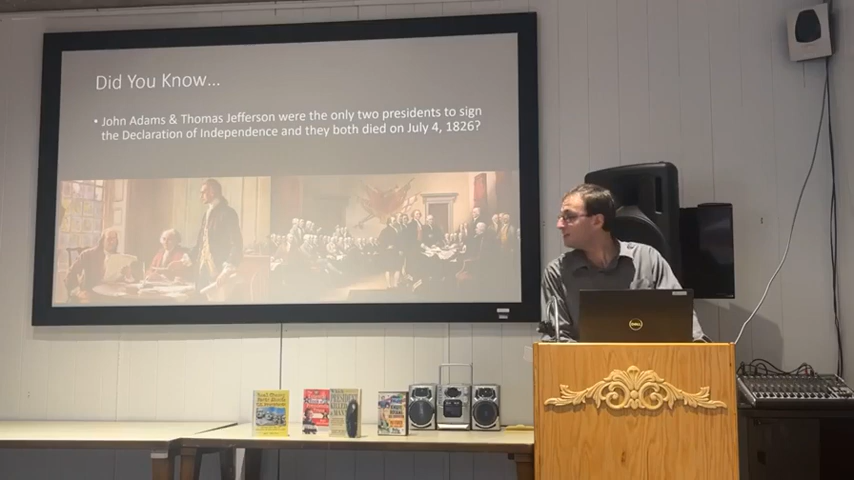 Did You Know...
• John Adams & Thomas Jefferson were the only two presidents to sign
the Declaration of Independence and they both died on July 4, 1826?
DELL